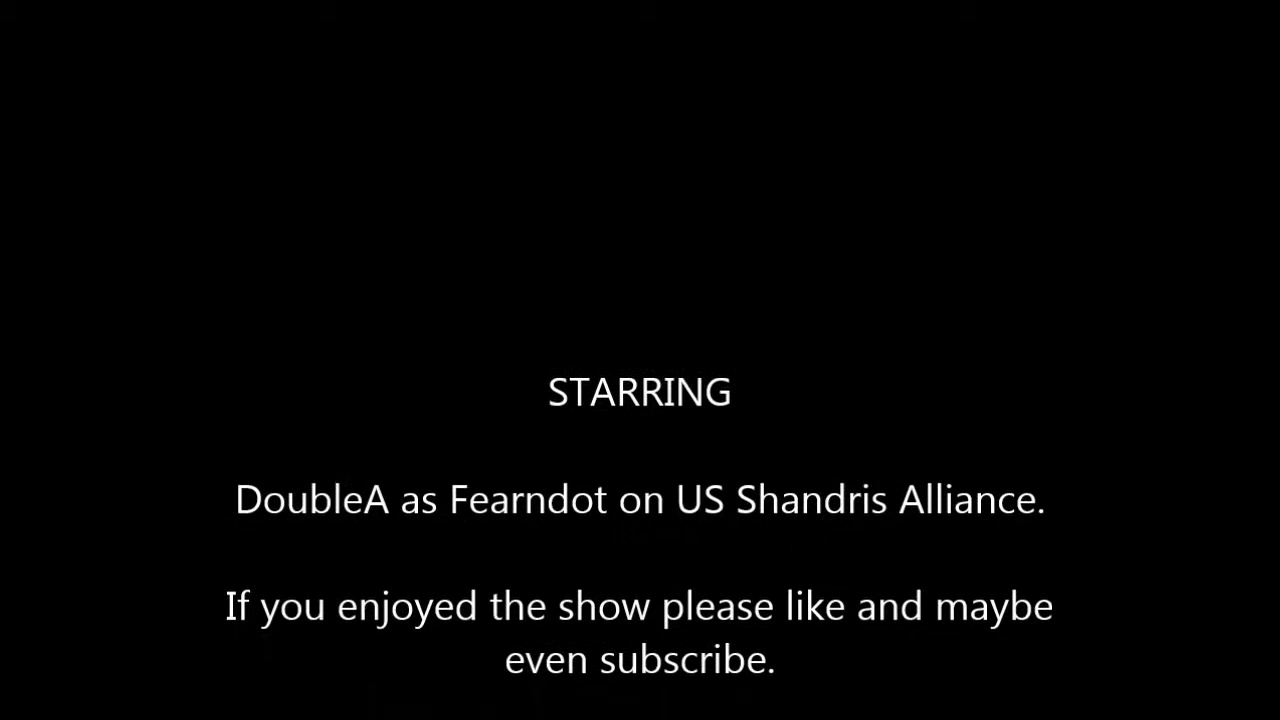 STARRING
DoubleA as Fearndot on US Shandris Alliance.
If you enjoyed the show please like and maybe
even subscribe.